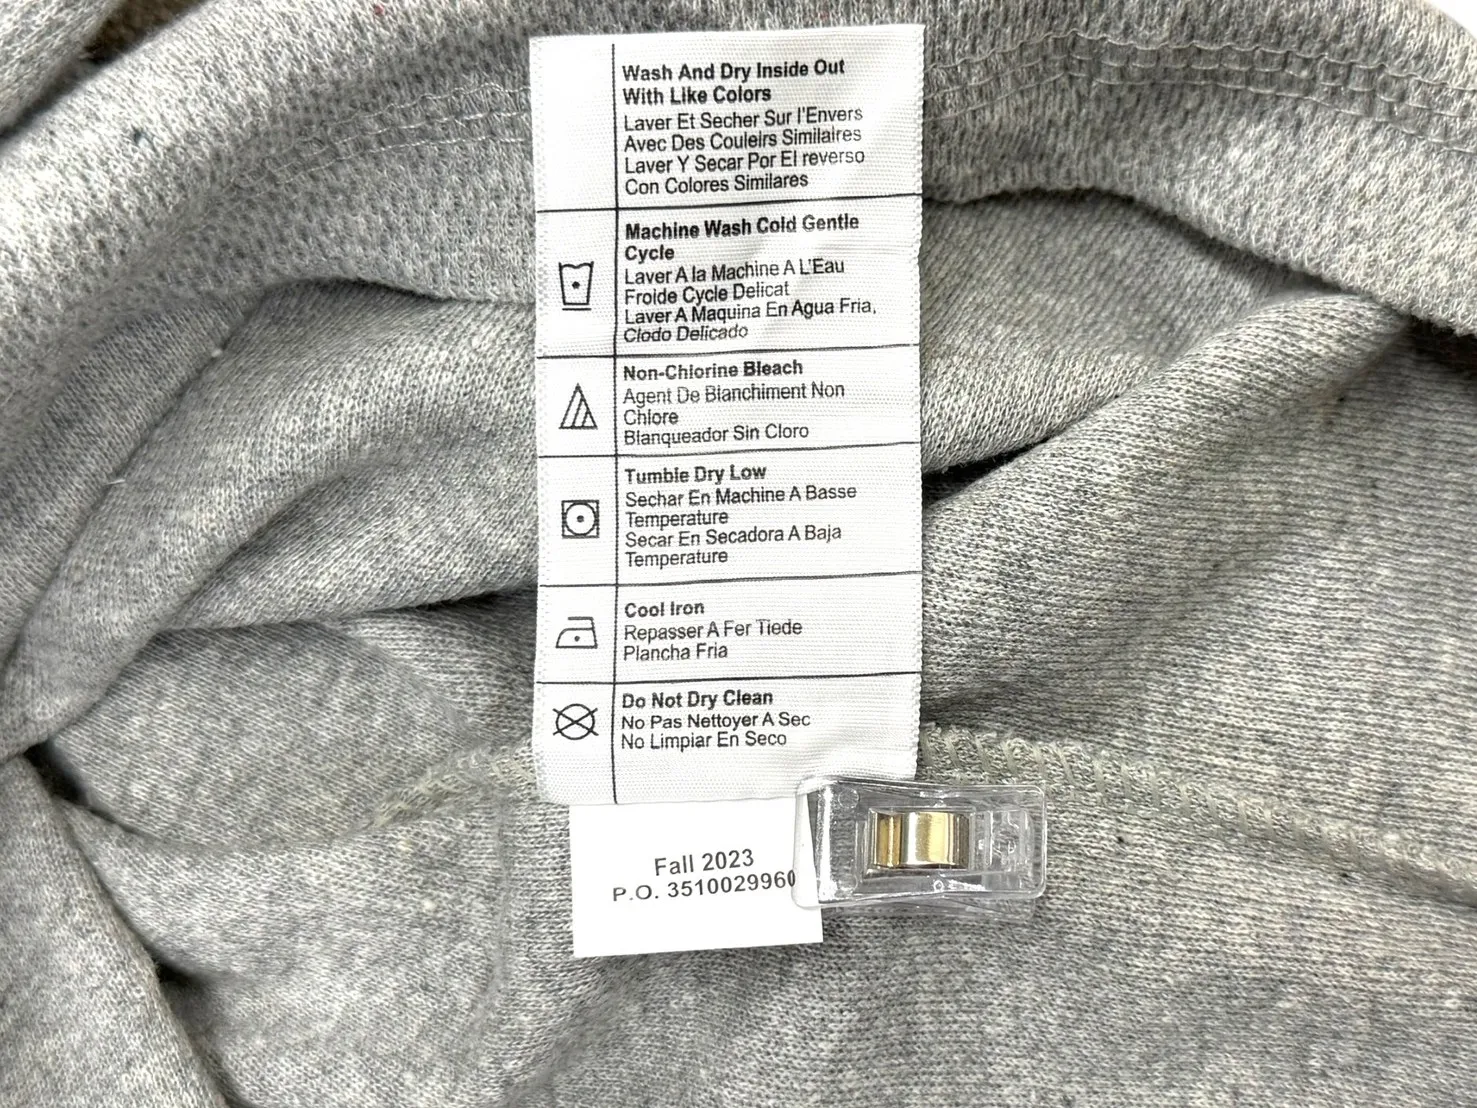 Wash And Dry Inside Out
With Like Colors
Laver Et Secher Sur l'Envers
Avec Des Couleirs Similaires
Laver Y Secar Por El reverso
Con Colores Similares
Machine Wash Cold Gentle
Cycle
Laver A la Machine A L'Eau
Froide Cycle Delicat
Laver A Maquina En Agua Fria,
Clodo Delicado
Non-Chlorine Bleach
Agent De Blanchiment Non
Chlore
Blanqueador Sin Cloro
Tumble Dry Low
Sechar En Machine A Basse
Temperature
Secar En Secadora A Baja
Temperature
Cool Iron
Repasser A Fer Tiede
Plancha Fria
Do Not Dry Clean
No Pas Nettoyer A Sec
No Limpiar En Seco
Fall 2023
P.O. 3510029960